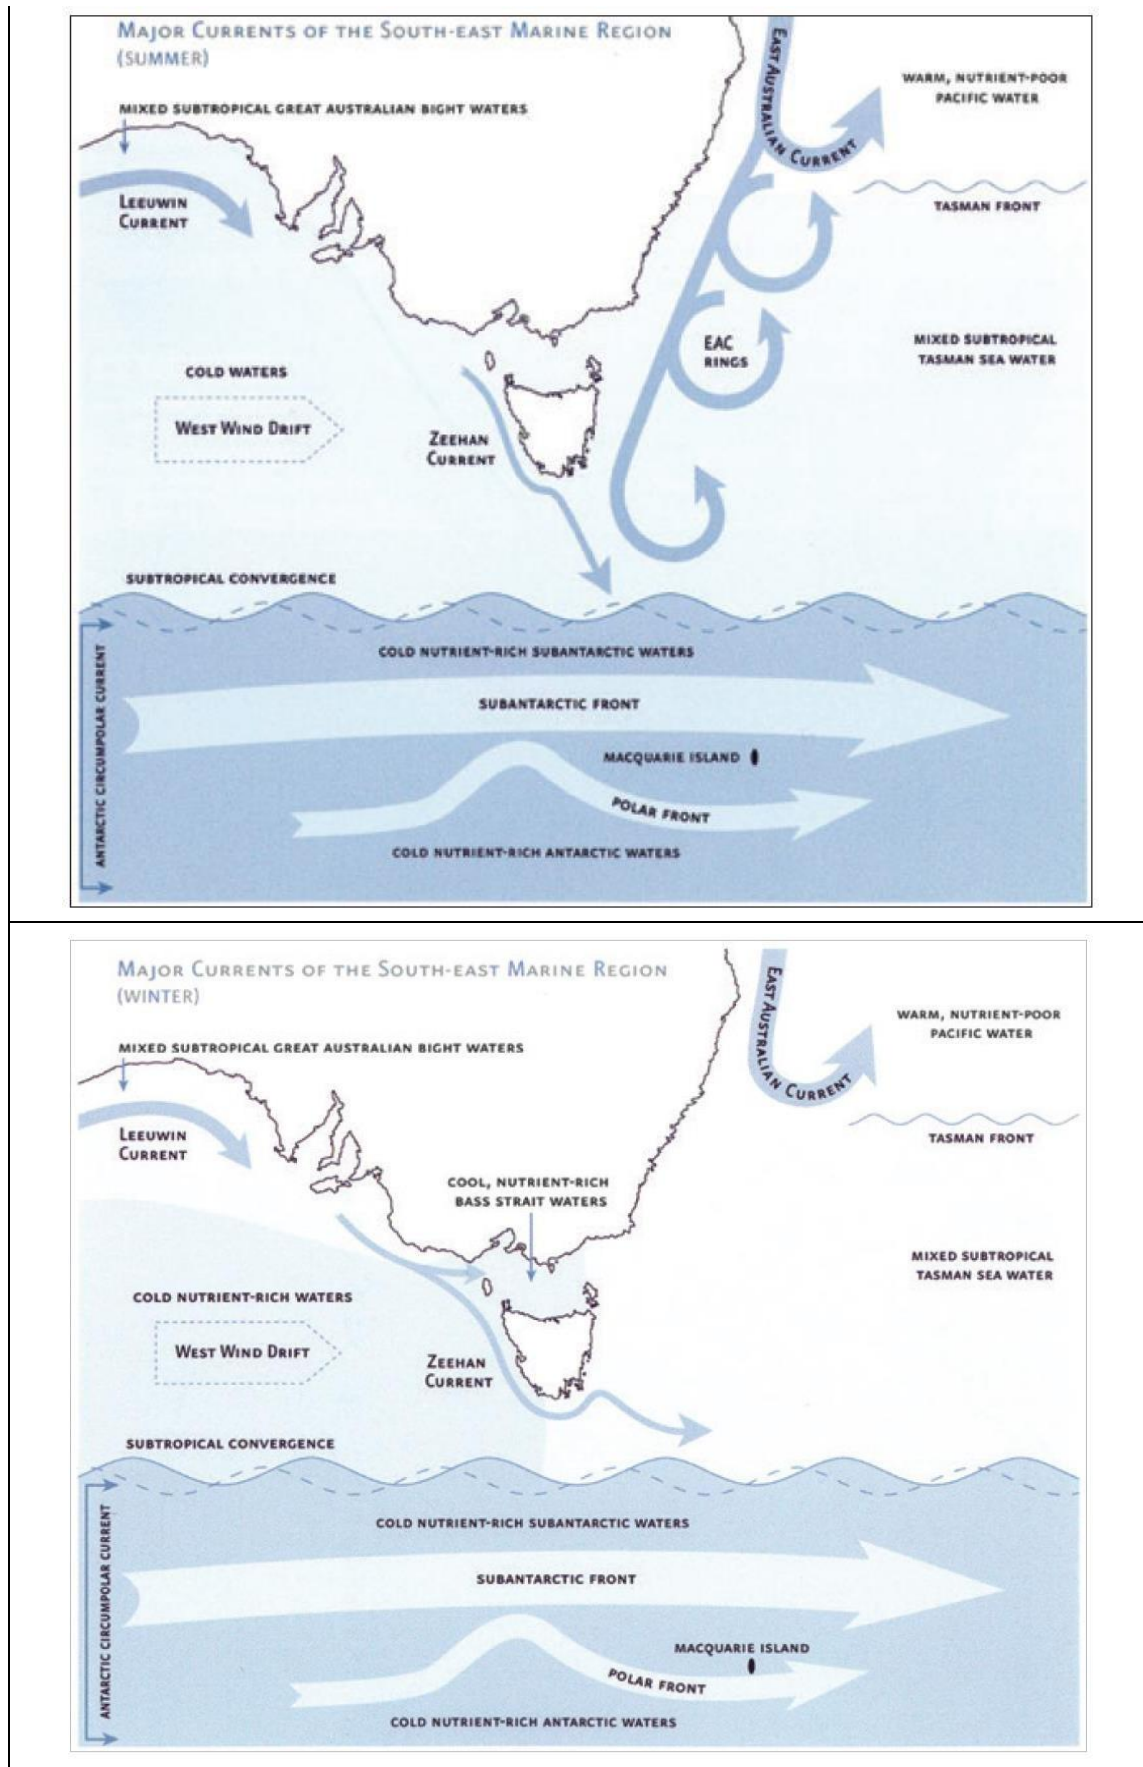 MAJOR CURRENTS OF THE SOUTH-EAST MARINE REGION
(SUMMER)
MIXED SUBTROPICAL GREAT AUSTRALIAN BIGHT WATERS
LEEUWIN
CURRENT
EAST AUSTRALIAN CURRENT
WARM, NUTRIENT-POOR
PACIFIC WATER
TASMAN FRONT
EAC
RINGS
MIXED SUBTROPICAL
TASMAN SEA WATER
COLD WATERS
WEST WIND DRIFT
ZEEHAN
CURRENT
SUBTROPICAL CONVERGENCE
ANTARCTIC CIRCUMPOLAR CURRENT
COLD NUTRIENT-RICH SUBANTARCTIC WATERS
SUBANTARCTIC FRONT
MACQUARIE ISLAND
POLAR FRONT
COLD NUTRIENT-RICH ANTARCTIC WATERS
MAJOR CURRENTS OF THE SOUTH-EAST MARINE REGION
(WINTER)
MIXED SUBTROPICAL GREAT AUSTRALIAN BIGHT WATERS
LEEUWIN
CURRENT
EAST AUSTRALIAN CURRENT
WARM, NUTRIENT-POOR
PACIFIC WATER
TASMAN FRONT
COOL, NUTRIENT-RICH
BASS STRAIT WATERS
MIXED SUBTROPICAL
TASMAN SEA WATER
COLD NUTRIENT-RICH WATERS
WEST WIND DRIFT
ZEEHAN
CURRENT
SUBTROPICAL CONVERGENCE
ANTARCTIC CIRCUMPOLAR CURRENT
COLD NUTRIENT-RICH SUBANTARCTIC WATERS
SUBANTARCTIC FRONT
MACQUARIE ISLAND
POLAR FRONT
COLD NUTRIENT-RICH ANTARCTIC WATERS